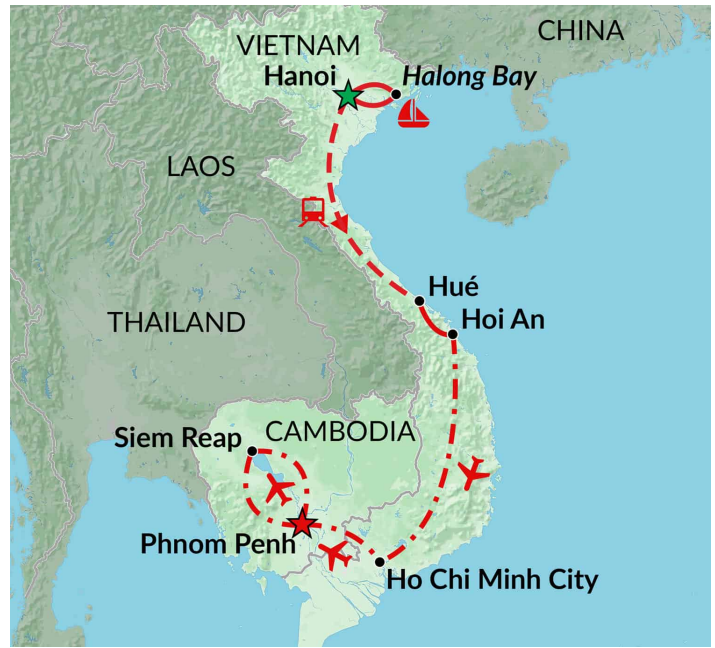 CHINA
VIETNAM
Hanoi
Halong Bay
LAOS
Hué
Hoi An
THAILAND
Siem Reap
CAMBODIA
Phnom Penh
Ho Chi Minh City